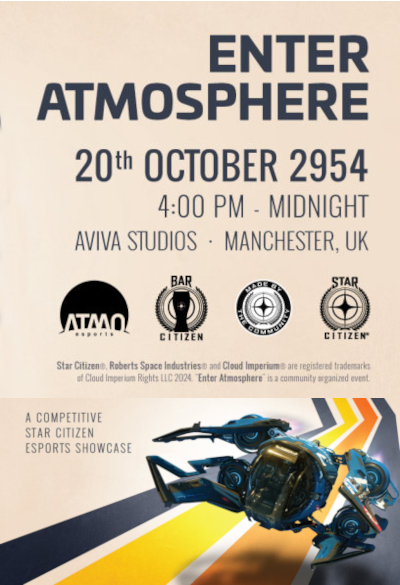 ENTER
ATMOSPHERE
20th OCTOBER 2954
4:00 PM - MIDNIGHT
AVIVA STUDIOS · MANCHESTER, UK
ATMO
esports
BAR
CITIZEN
MADE BY
THE COMMUNITY
STAR
CITIZEN®
Star Citizen®, Roberts Space Industries® and Cloud Imperium® are registered trademarks
of Cloud Imperium Rights LLC 2024. "Enter Atmosphere" is a community organized event.
A COMPETITIVE
STAR CITIZEN
ESPORTS SHOWCASE